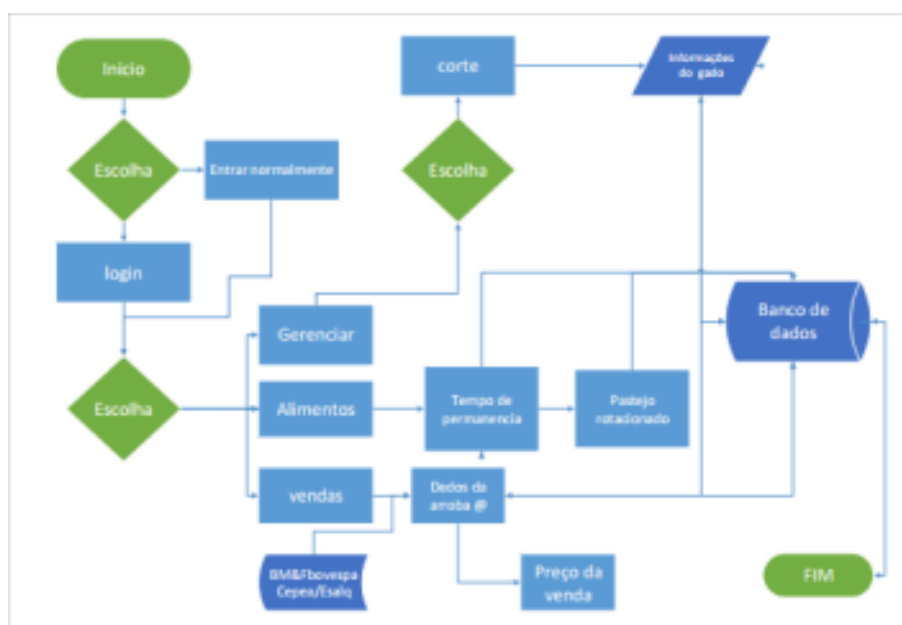 Início
corte
Informações
do gado
Escolha
Entrar normalmente
Escolha
login
Gerenciar
Banco de
dados
Escolha
Alimentos
Tempo de
permanencia
Pastejo
rotacionado
vendas
Dados da
arroba @
BM&Fbovespa
Cepea/Esalq
Preço da
venda
FIM